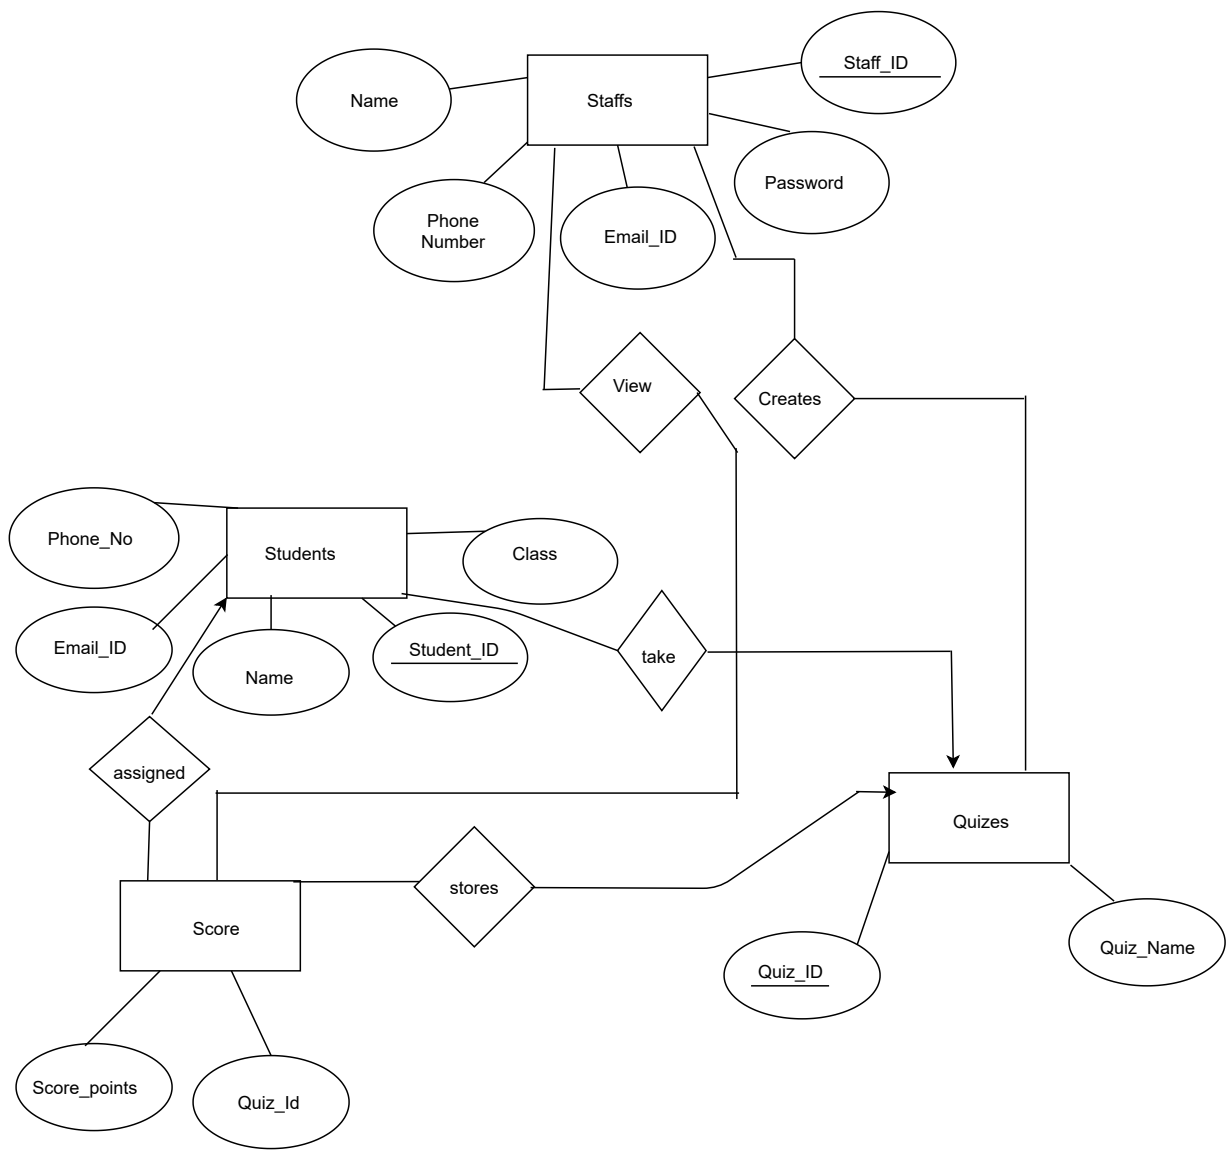 Staff_ID
Name
Staffs
Password
Phone
Number
Email_ID
View
Creates
Phone_No
Students
Class
Email_ID
Student_ID
Name
take
assigned
Quizes
stores
Score
Quiz_Name
Quiz_ID
Score_points
Quiz_Id